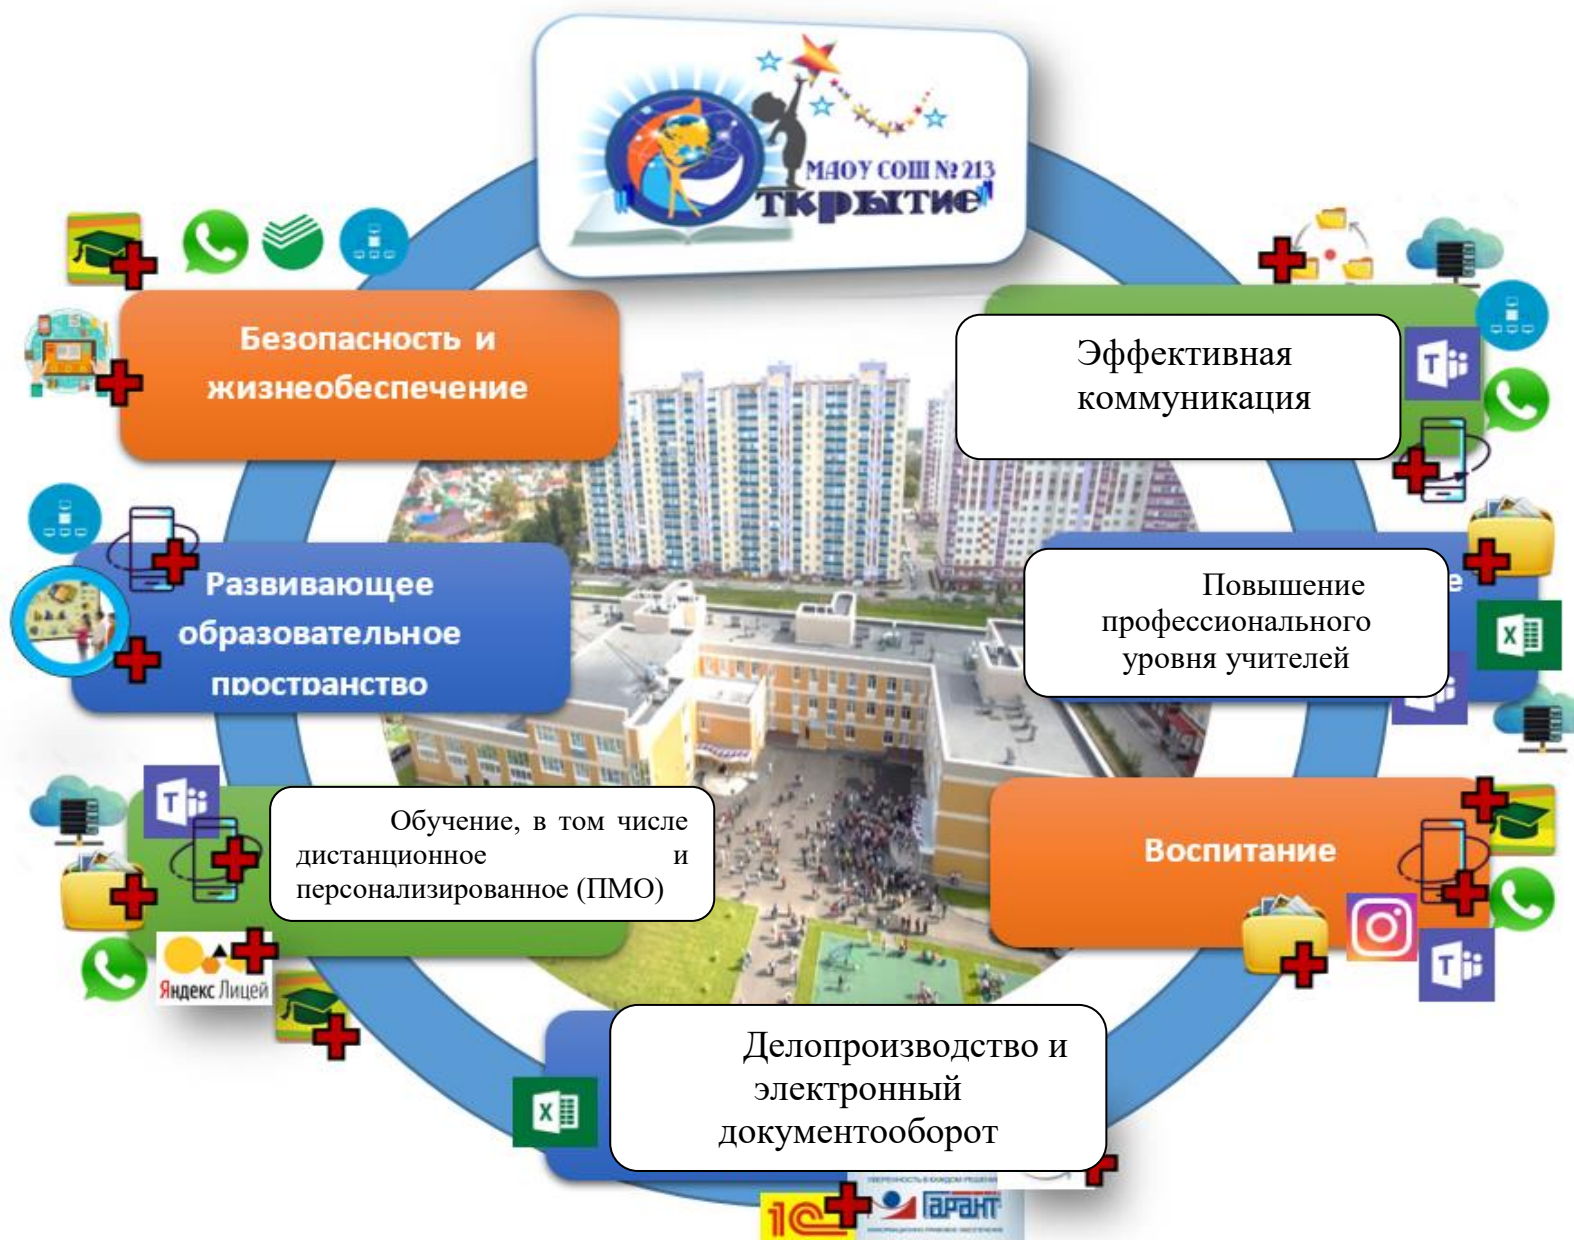 МАОУ СОШ № 213
"Открытие"
Безопасность и
жизнеобеспечение
Эффективная
коммуникация
Развивающее
образовательное
пространство
Повышение
профессионального
уровня учителей
е
Обучение, в том числе
дистанционное и
персонализированное (ПМО)
Воспитание
Яндекс Лицей
Делопроизводство и
электронный
документооборот
1С
ГАРАНТ